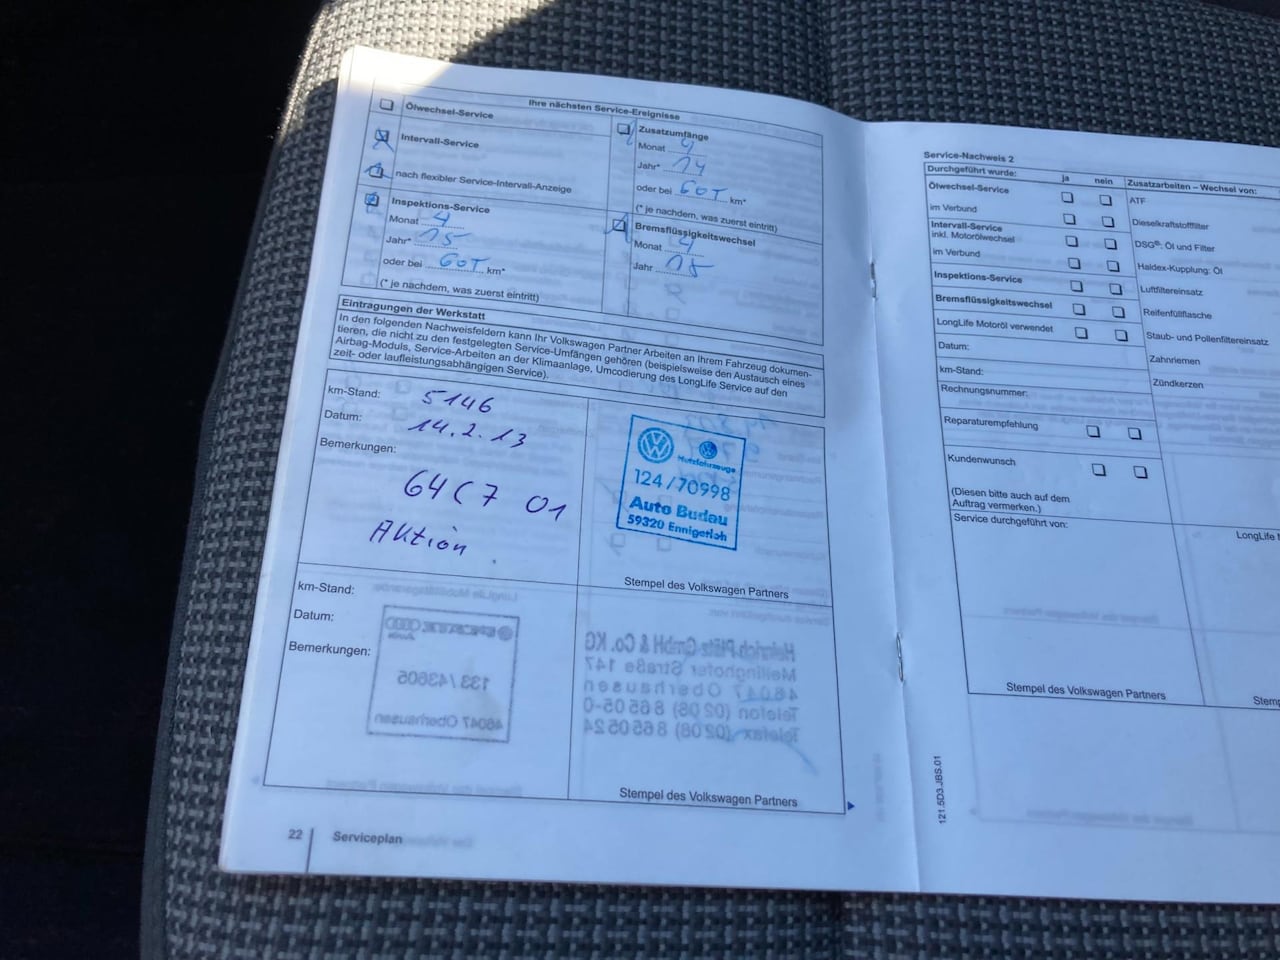 Ihre nächsten Service-Ereignisse
Ölwechsel-Service
Intervall-Service
nach flexibler Service-Intervall-Anzeige
Zusatzumfänge
Monat 4
Jahr* 14
oder bei 60T km*
(* je nachdem, was zuerst eintritt)
Inspektions-Service
Monat 4
Jahr* 15
oder bei 60T km*
(* je nachdem, was zuerst eintritt)
Bremsflüssigkeitswechsel
Monat 4
Jahr 15
Eintragungen der Werkstatt
In den folgenden Nachweisfeldern kann Ihr Volkswagen Partner Arbeiten an Ihrem Fahrzeug dokumen-
tieren, die nicht zu den festgelegten Service-Umfängen gehören (beispielsweise den Austausch eines
Airbag-Moduls, Service-Arbeiten an der Klimaanlage, Umcodierung des LongLife Service auf den
zeit- oder laufleistungsabhängigen Service).
km-Stand: 5146
Datum: 14.2.13
Bemerkungen:
64C7 01
Aktion
Nutzfahrzeuge
124/70998
Auto Budau
59320 Ennigerloh
Stempel des Volkswagen Partners
km-Stand:
Datum:
Bemerkungen:
133/43605
46047 Oberhausen
Heinrich Plätz GmbH & Co. KG
Mellinghofer Straße 147
46047 Oberhausen
Telefon (0208) 86505-0
Telefax (0208) 8650524
Stempel des Volkswagen Partners
22 Serviceplan
Service-Nachweis 2
Durchgeführt wurde: ja nein
Ölwechsel-Service
im Verbund
Intervall-Service
inkl. Motorölwechsel
im Verbund
Inspektions-Service
Bremsflüssigkeitswechsel
LongLife Motoröl verwendet
Datum:
km-Stand:
Rechnungsnummer:
Reparaturempfehlung
Kundenwunsch
(Diesen bitte auch auf dem
Auftrag vermerken.)
Service durchgeführt von:
Stempel des Volkswagen Partners
Zusatzarbeiten – Wechsel von:
ATF
Dieselkraftstofffilter
DSG®: Öl und Filter
Haldex-Kupplung: Öl
Luftfiltereinsatz
Reifenfüllflasche
Staub- und Pollenfiltereinsatz
Zahnriemen
Zündkerzen
LongLife
121.5D3.JBS.01